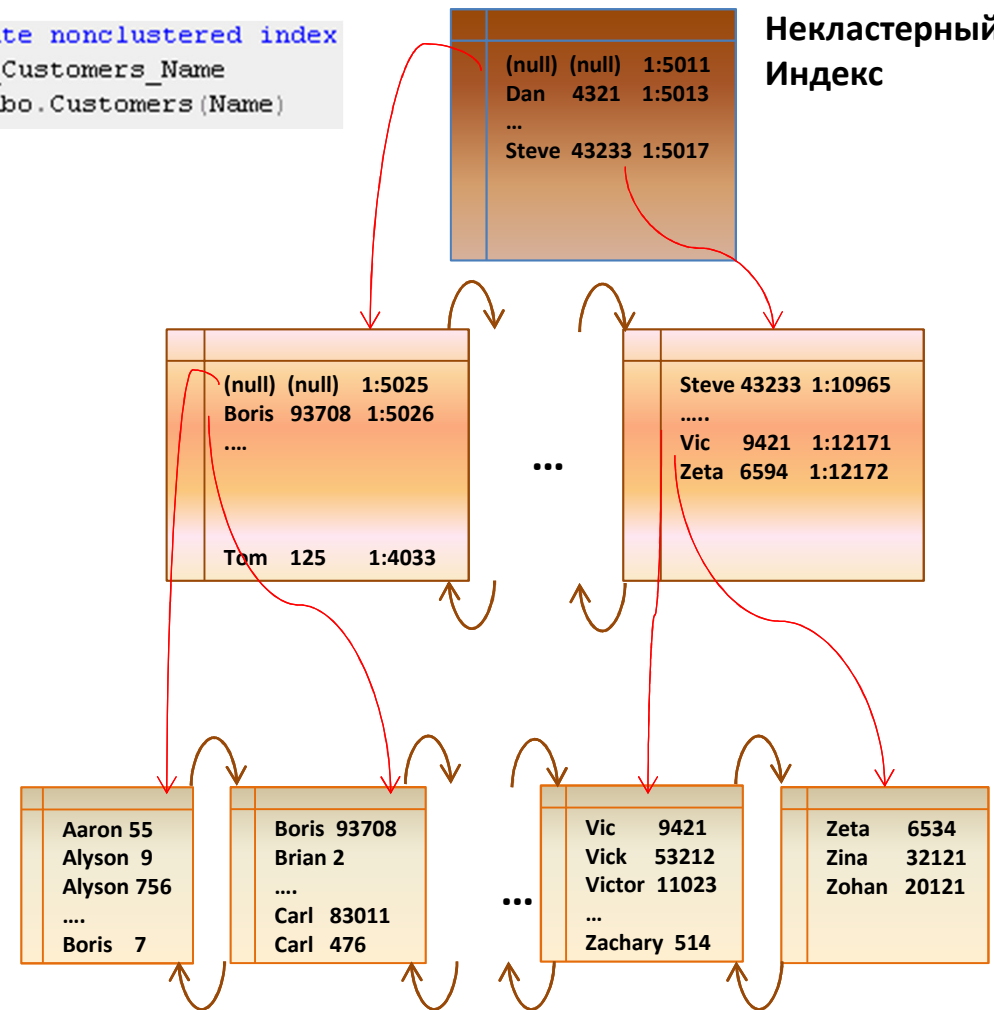 te nonclustered index
_Customers_Name
bo.Customers(Name)
Некластерный
Индекс
(null) (null) 1:5011
Dan 4321 1:5013
…
Steve 43233 1:5017
(null) (null) 1:5025
Boris 93708 1:5026
.…
Tom 125 1:4033
...
Steve 43233 1:10965
…..
Vic 9421 1:12171
Zeta 6594 1:12172
Aaron 55
Alyson 9
Alyson 756
….
Boris 7
Boris 93708
Brian 2
….
Carl 83011
Carl 476
...
Vic 9421
Vick 53212
Victor 11023
…
Zachary 514
Zeta 6534
Zina 32121
Zohan 20121